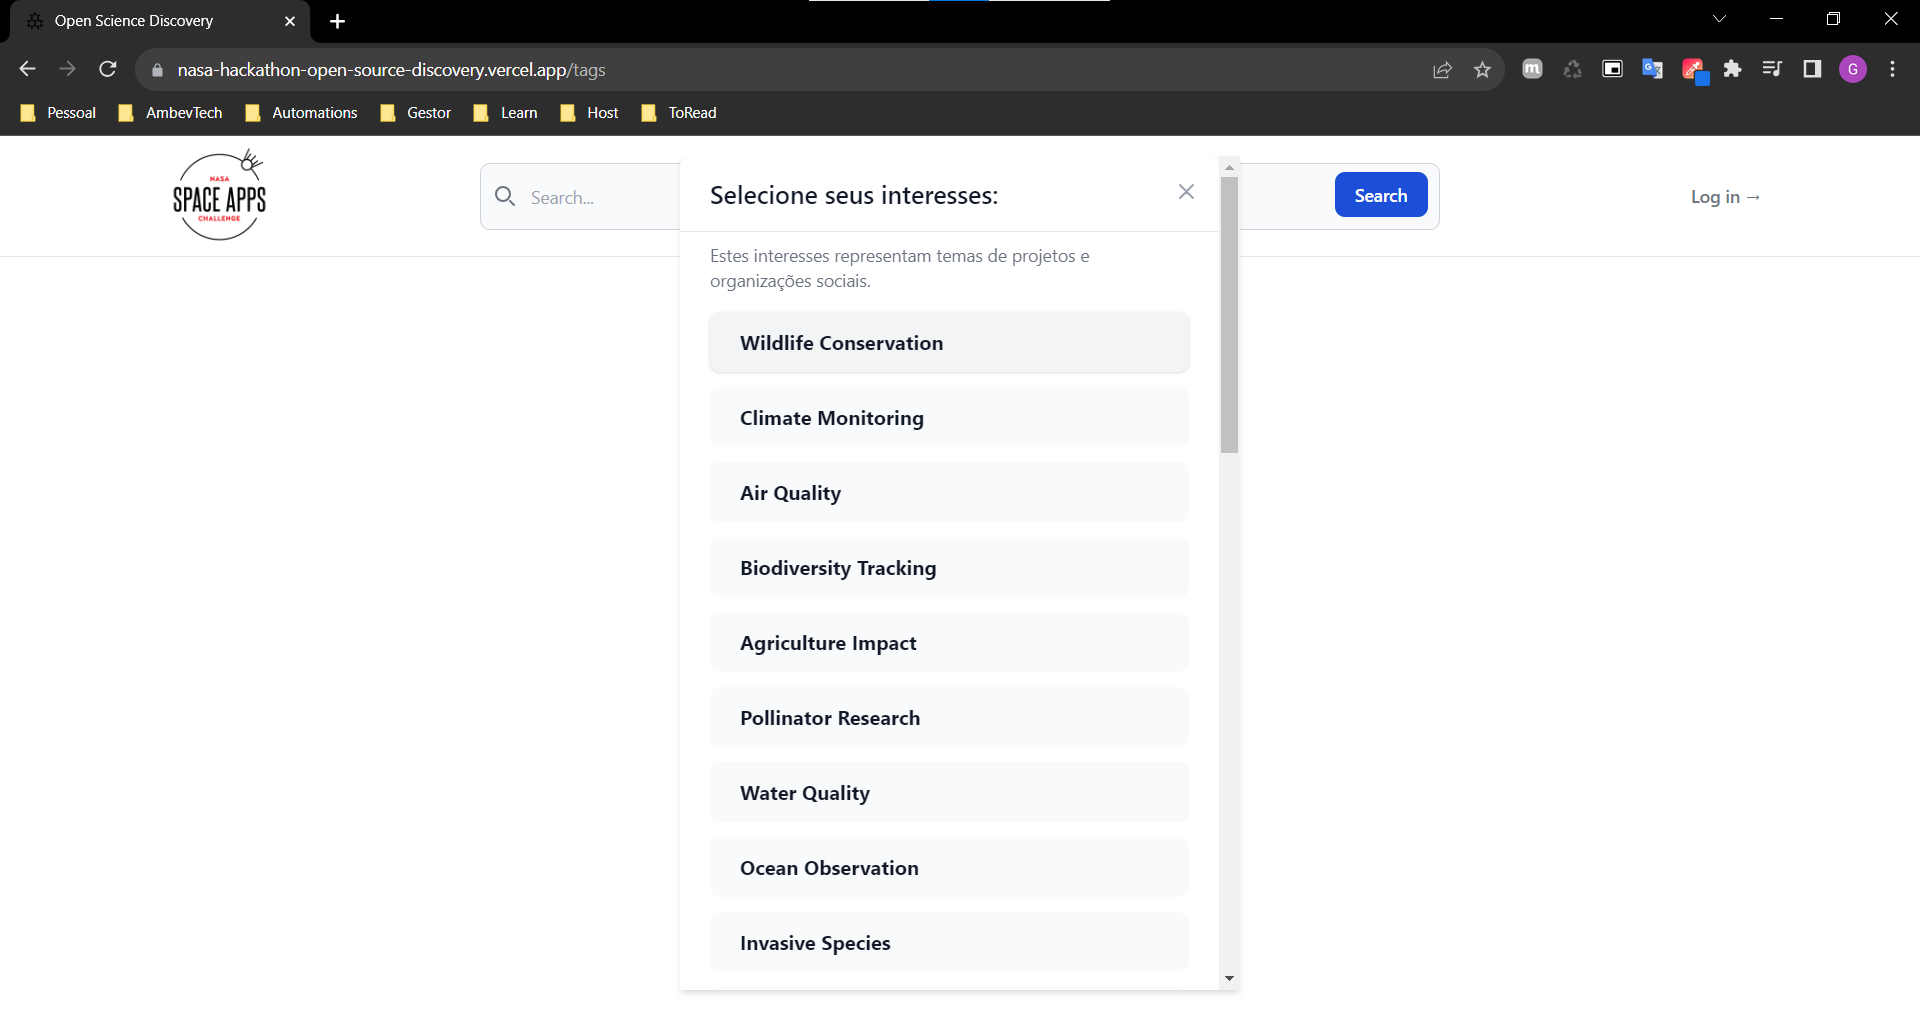 Open Science Discovery
nasa-hackathon-open-source-discovery.vercel.app/tags
m
G
G
Pessoal
AmbevTech
Automations
Gestor
Learn
Host
ToRead
NASA
SPACE APPS
CHALLENGE
Search...
Selecione seus interesses:
Search
Log in →
Estes interesses representam temas de projetos e
organizações sociais.
Wildlife Conservation
Climate Monitoring
Air Quality
Biodiversity Tracking
Agriculture Impact
Pollinator Research
Water Quality
Ocean Observation
Invasive Species